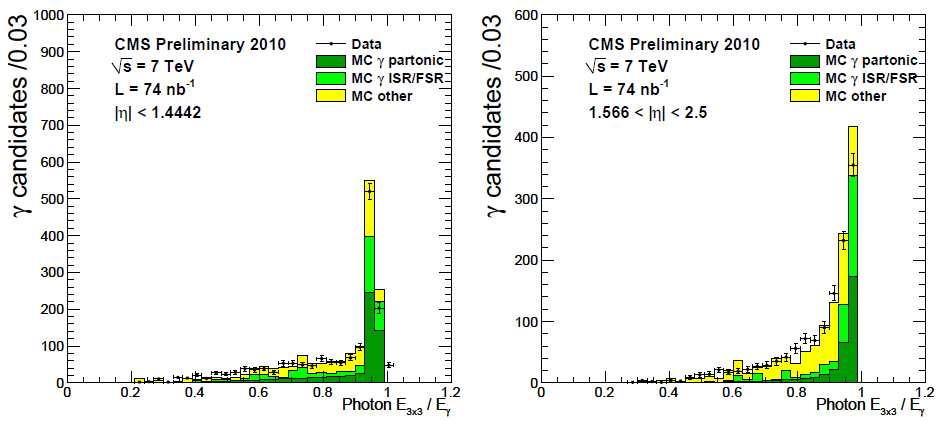 γ candidates /0.03
1000
900
800
700
600
500
400
300
200
100
0
CMS Preliminary 2010
√s = 7 TeV
L = 74 nb⁻¹
|η| < 1.4442
Data
MC γ partonic
MC γ ISR/FSR
MC other
0 0.2 0.4 0.6 0.8 1 1.2
Photon E₃ₓ₃ / Eᵧ
γ candidates /0.03
600
500
400
300
200
100
0
CMS Preliminary 2010
√s = 7 TeV
L = 74 nb⁻¹
1.566 < |η| < 2.5
Data
MC γ partonic
MC γ ISR/FSR
MC other
0 0.2 0.4 0.6 0.8 1 1.2
Photon E₃ₓ₃ / Eᵧ